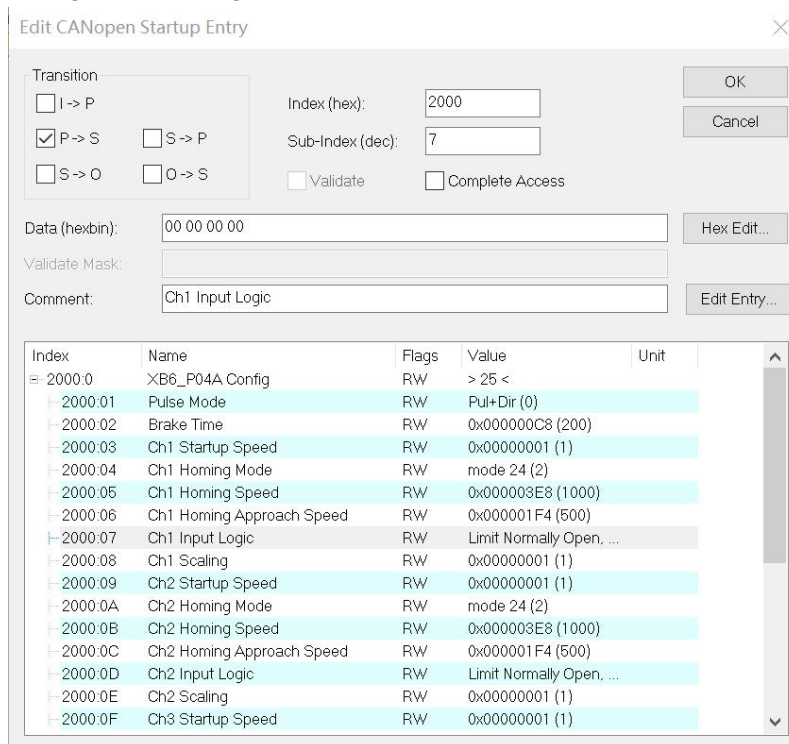 Edit CANopen Startup Entry
Transition
I -> P
P -> S
S -> P
S -> O
O -> S
Index (hex): 2000
Sub-Index (dec): 7
Validate
Complete Access
OK
Cancel
Data (hexbin): 00 00 00 00 Hex Edit...
Validate Mask:
Comment: Ch1 Input Logic Edit Entry...
Index Name Flags Value Unit
2000:0 XB6_P04A Config RW > 25 <
2000:01 Pulse Mode RW Pul+Dir (0)
2000:02 Brake Time RW 0x000000C8 (200)
2000:03 Ch1 Startup Speed RW 0x00000001 (1)
2000:04 Ch1 Homing Mode RW mode 24 (2)
2000:05 Ch1 Homing Speed RW 0x000003E8 (1000)
2000:06 Ch1 Homing Approach Speed RW 0x000001F4 (500)
2000:07 Ch1 Input Logic RW Limit Normally Open, ...
2000:08 Ch1 Scaling RW 0x00000001 (1)
2000:09 Ch2 Startup Speed RW 0x00000001 (1)
2000:0A Ch2 Homing Mode RW mode 24 (2)
2000:0B Ch2 Homing Speed RW 0x000003E8 (1000)
2000:0C Ch2 Homing Approach Speed RW 0x000001F4 (500)
2000:0D Ch2 Input Logic RW Limit Normally Open, ...
2000:0E Ch2 Scaling RW 0x00000001 (1)
2000:0F Ch3 Startup Speed RW 0x00000001 (1)